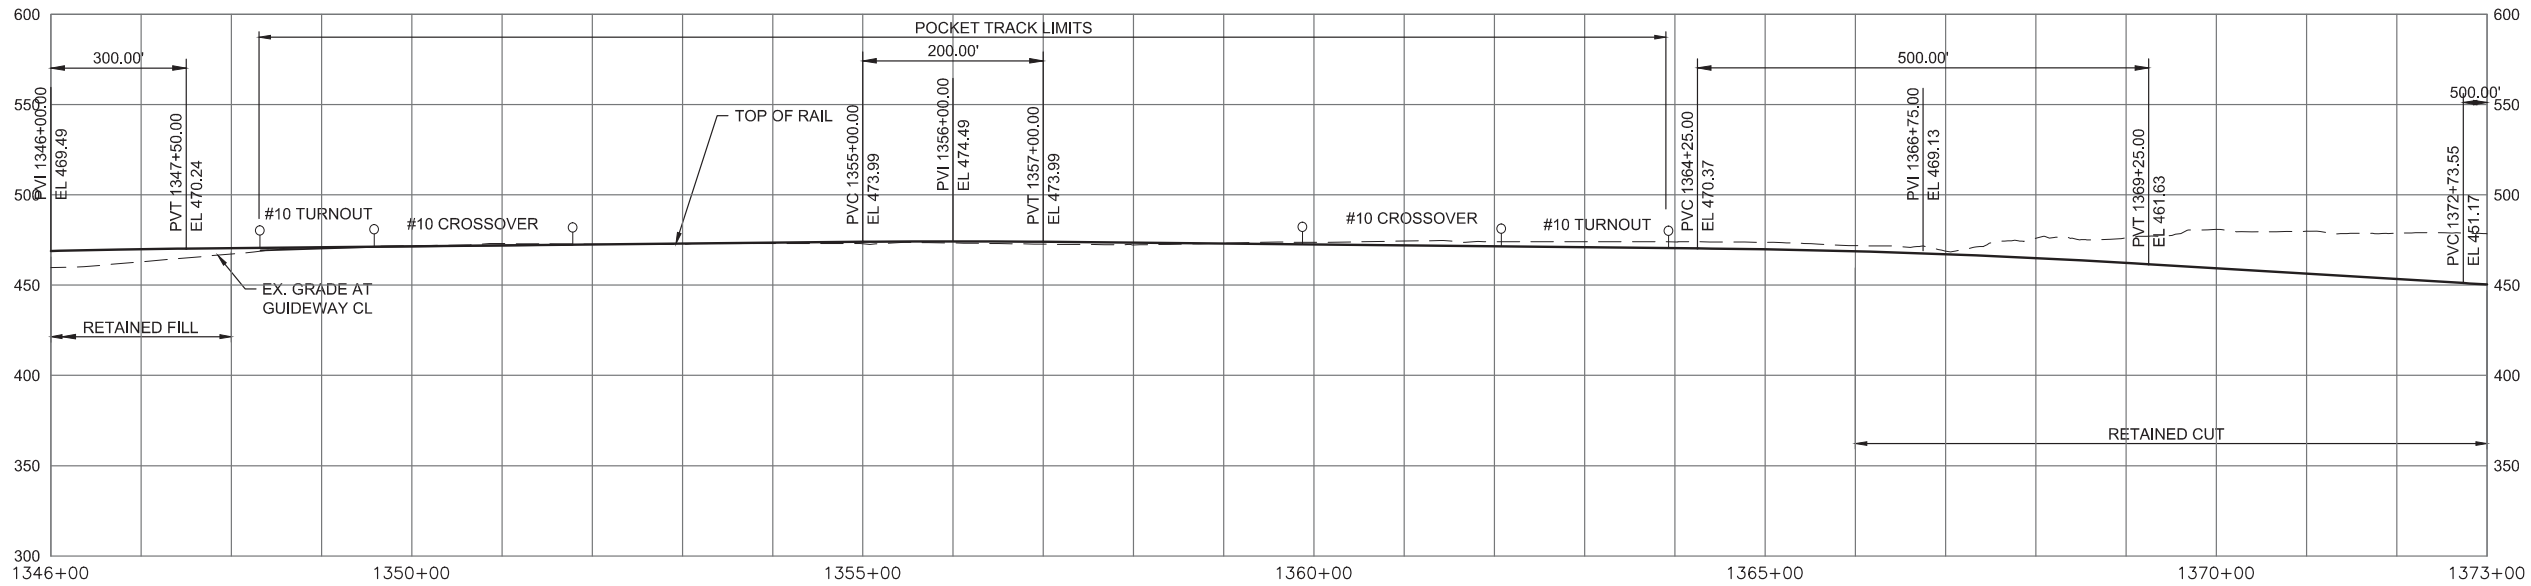 600
600
POCKET TRACK LIMITS
300.00'
200.00'
500.00'
500.00'
550
550
PVI 1346+00.00
EL 469.49
PVT 1347+50.00
EL 470.24
TOP OF RAIL
PVC 1355+00.00
EL 473.99
PVI 1356+00.00
EL 474.49
PVT 1357+00.00
EL 473.99
PVC 1364+25.00
EL 470.37
PVI 1366+75.00
EL 469.13
PVT 1369+25.00
EL 461.63
PVC 1372+73.55
EL 451.17
500
500
#10 TURNOUT
#10 CROSSOVER
#10 CROSSOVER
#10 TURNOUT
450
450
EX. GRADE AT
GUIDEWAY CL
RETAINED FILL
400
400
RETAINED CUT
350
350
300
1346+00
1350+00
1355+00
1360+00
1365+00
1370+00
1373+00